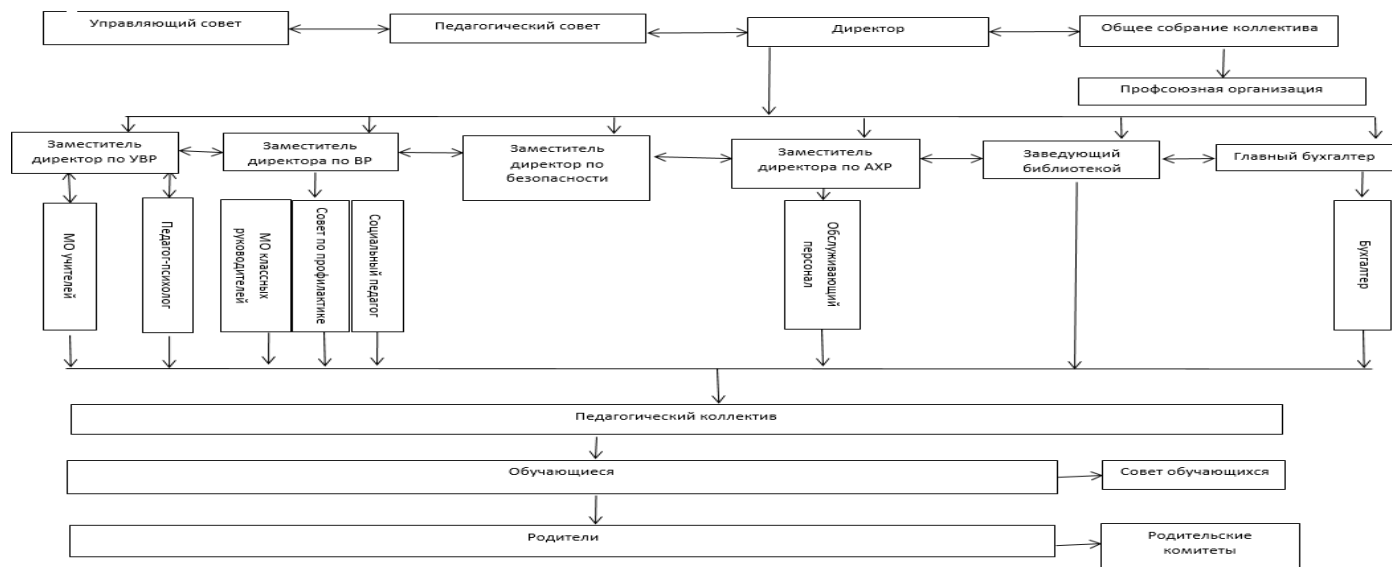 Управляющий совет
Педагогический совет
Директор
Общее собрание коллектива
Профсоюзная организация
Заместитель
директор по УВР
Заместитель
директора по ВР
Заместитель
директор по
безопасности
Заместитель
директора по АХР
Заведующий
библиотекой
Главный бухгалтер
МО учителей
Педагог-психолог
МО классных
руководителей
Совет по профилактике
Социальный педагог
Обслуживающий
персонал
Бухгалтер
Педагогический коллектив
Обучающиеся
Совет обучающихся
Родители
Родительские
комитеты